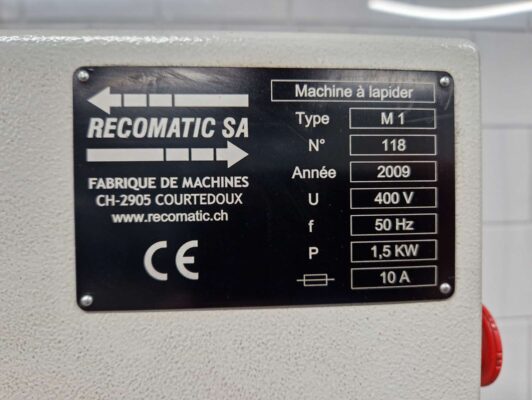 RECOMATIC SA
FABRIQUE DE MACHINES
CH-2905 COURTEDOUX
www.recomatic.ch
CE
Machine à lapider
Type M 1
N° 118
Année 2009
U 400 V
f 50 Hz
P 1,5 KW
10 A